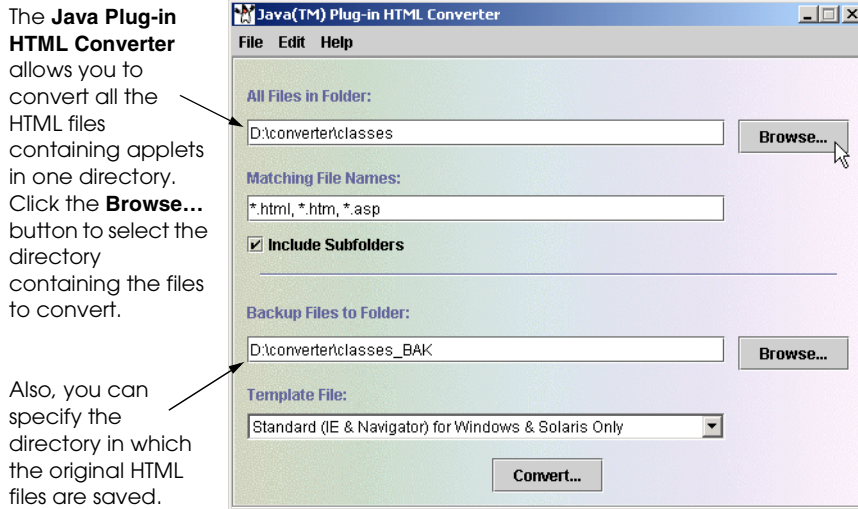 The Java Plug-in
HTML Converter
allows you to
convert all the
HTML files
containing applets
in one directory.
Click the Browse…
button to select the
directory
containing the files
to convert.
Also, you can
specify the
directory in which
the original HTML
files are saved.
Java(TM) Plug-in HTML Converter
File Edit Help
All Files in Folder:
D:\converter\classes
Browse...
Matching File Names:
*.html, *.htm, *.asp
Include Subfolders
Backup Files to Folder:
D:\converter\classes_BAK
Browse...
Template File:
Standard (IE & Navigator) for Windows & Solaris Only
Convert...